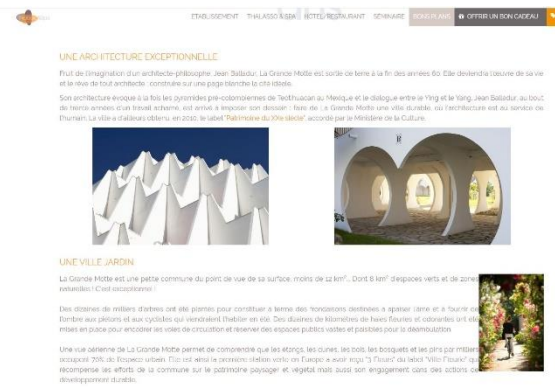 ETABLISSEMENT THALASSO & SPA HOTEL RESTAURANT SEMINAIRE BONS PLANS OFFRIR UN BON CADEAU
UNE ARCHITECTURE EXCEPTIONNELLE
Fruit de l'imagination d'un architecte-philosophe, Jean Balladur, La Grande Motte est sortie de terre à la fin des années 60. Elle deviendra l'oeuvre de sa vie
et le rêve de tout architecte : construire sur une page blanche la cité idéale.
Son architecture évoque à la fois les pyramides pré-colombiennes de Teotihuacan au Mexique et le dialogue entre le Ying et le Yang. Jean Balladur, au bout
de trente années d'un travail acharné, est arrivé à imposer son dessein : faire de La Grande Motte une ville durable, où l'architecture est au service de
l'humain. La ville a d'ailleurs obtenu, en 2010, le label "Patrimoine du XXe siècle" accordé par le Ministère de la Culture.
UNE VILLE JARDIN
La Grande Motte est une petite commune du point de vue de sa surface, moins de 12 km²... Dont 8 km² d'espaces verts et de zones
naturelles ! C'est exceptionnel !
Des dizaines de milliers d'arbres ont été plantés pour constituer à terme des frondaisons destinées à apaiser l'âme et à fournir de
l'ombre aux piétons et aux cyclistes qui viendraient l'habiter en été. Des dizaines de kilomètres de haies fleuries et odorantes ont été
mises en place pour encadrer les voies de circulation et réserver des espaces publics vastes et paisibles pour la déambulation.
Une vue aérienne de La Grande Motte permet de comprendre que les étangs, les dunes, les bois, les bosquets et les pins par milliers
occupent 70% de l'espace urbain. Elle est ainsi la première station verte en Europe a avoir reçu "3 Fleurs" du label "Ville Fleurie" qui
récompense les efforts de la commune sur le patrimoine paysager et végétal mais aussi son engagement dans des actions de
développement durable.